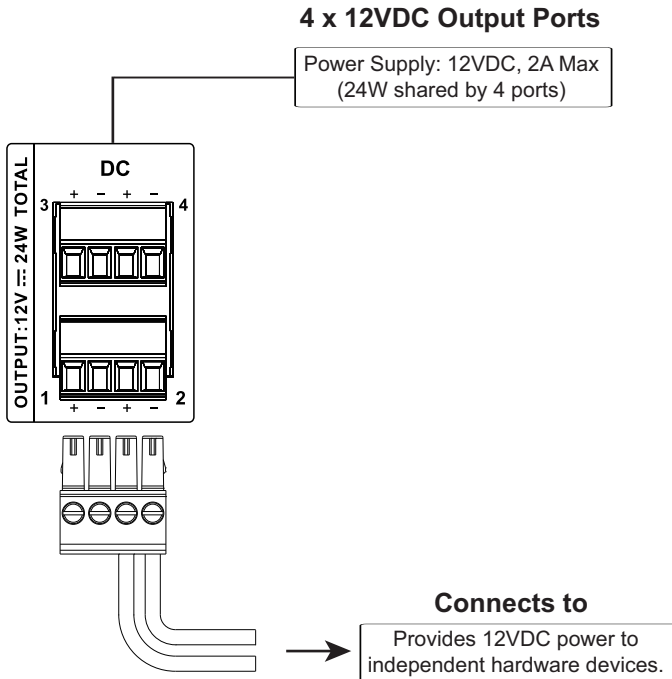 4 x 12VDC Output Ports
Power Supply: 12VDC, 2A Max
(24W shared by 4 ports)
OUTPUT:12V ⎓ 24W TOTAL
DC
+ - + -
3 4
1 2
+ - + -
Connects to
Provides 12VDC power to
independent hardware devices.